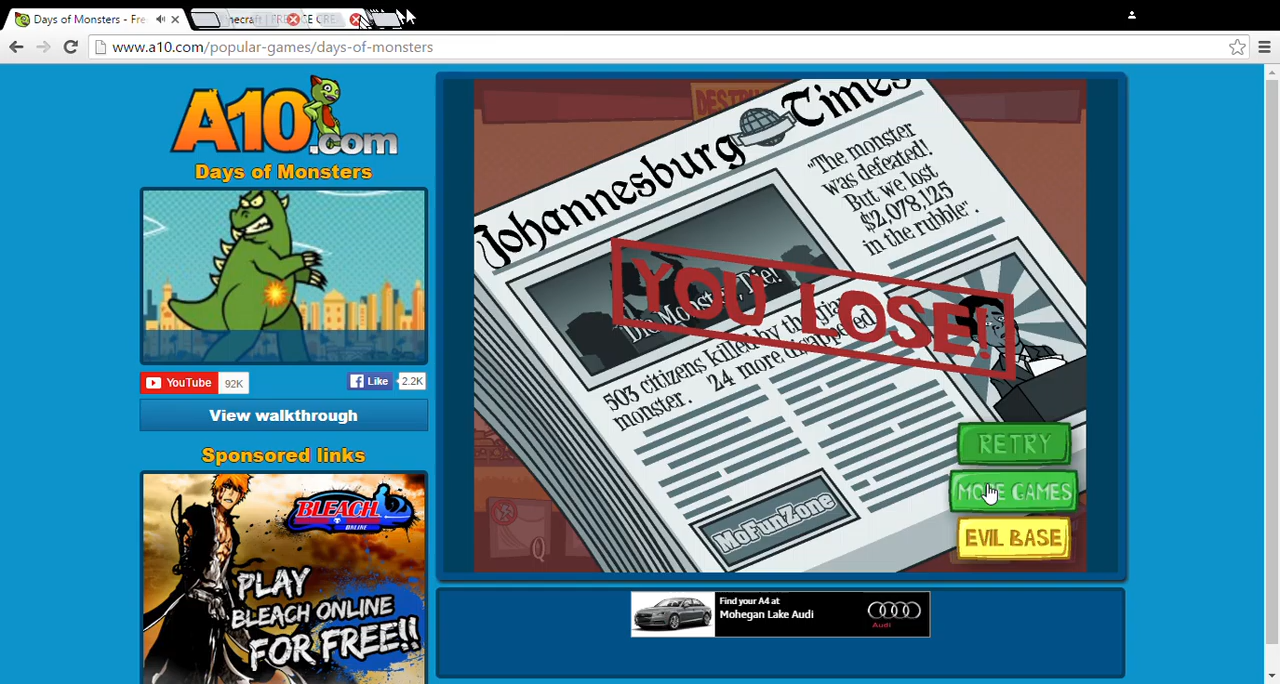 Days of Monsters - Fre
www.a10.com/popular-games/days-of-monsters
A10.com
Days of Monsters
YouTube 92K
Like 2.2K
View walkthrough
Sponsored links
BLEACH
ONLINE
PLAY
BLEACH ONLINE
FOR FREE!!
Johannesburg Times
"The monster
was defeated!
But we lost
$2,078,125
in the rubble".
YOU LOSE!
503 citizens killed by the
monster. 24 more
MoFunZone
Q
RETRY
MORE GAMES
EVIL BASE
Find your A4 at
Mohegan Lake Audi
Audi